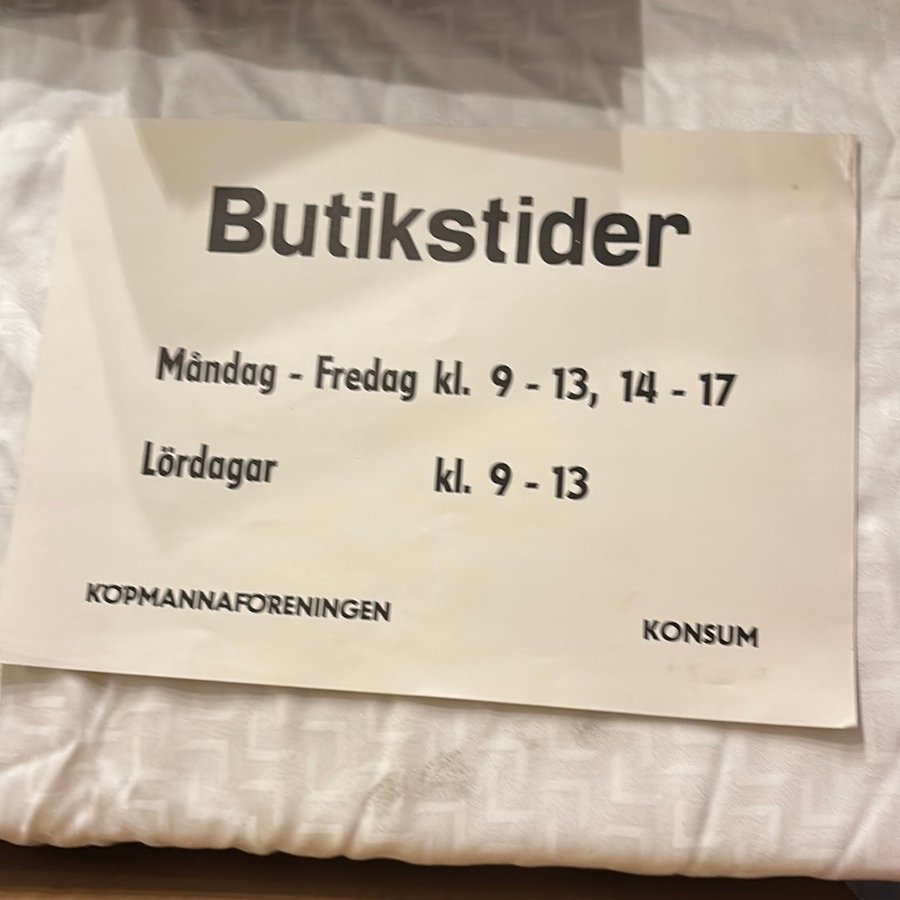 Butikstider
Måndag - Fredag kl. 9 - 13, 14 - 17
Lördagar kl. 9 - 13
KÖPMANNAFÖRENINGEN KONSUM